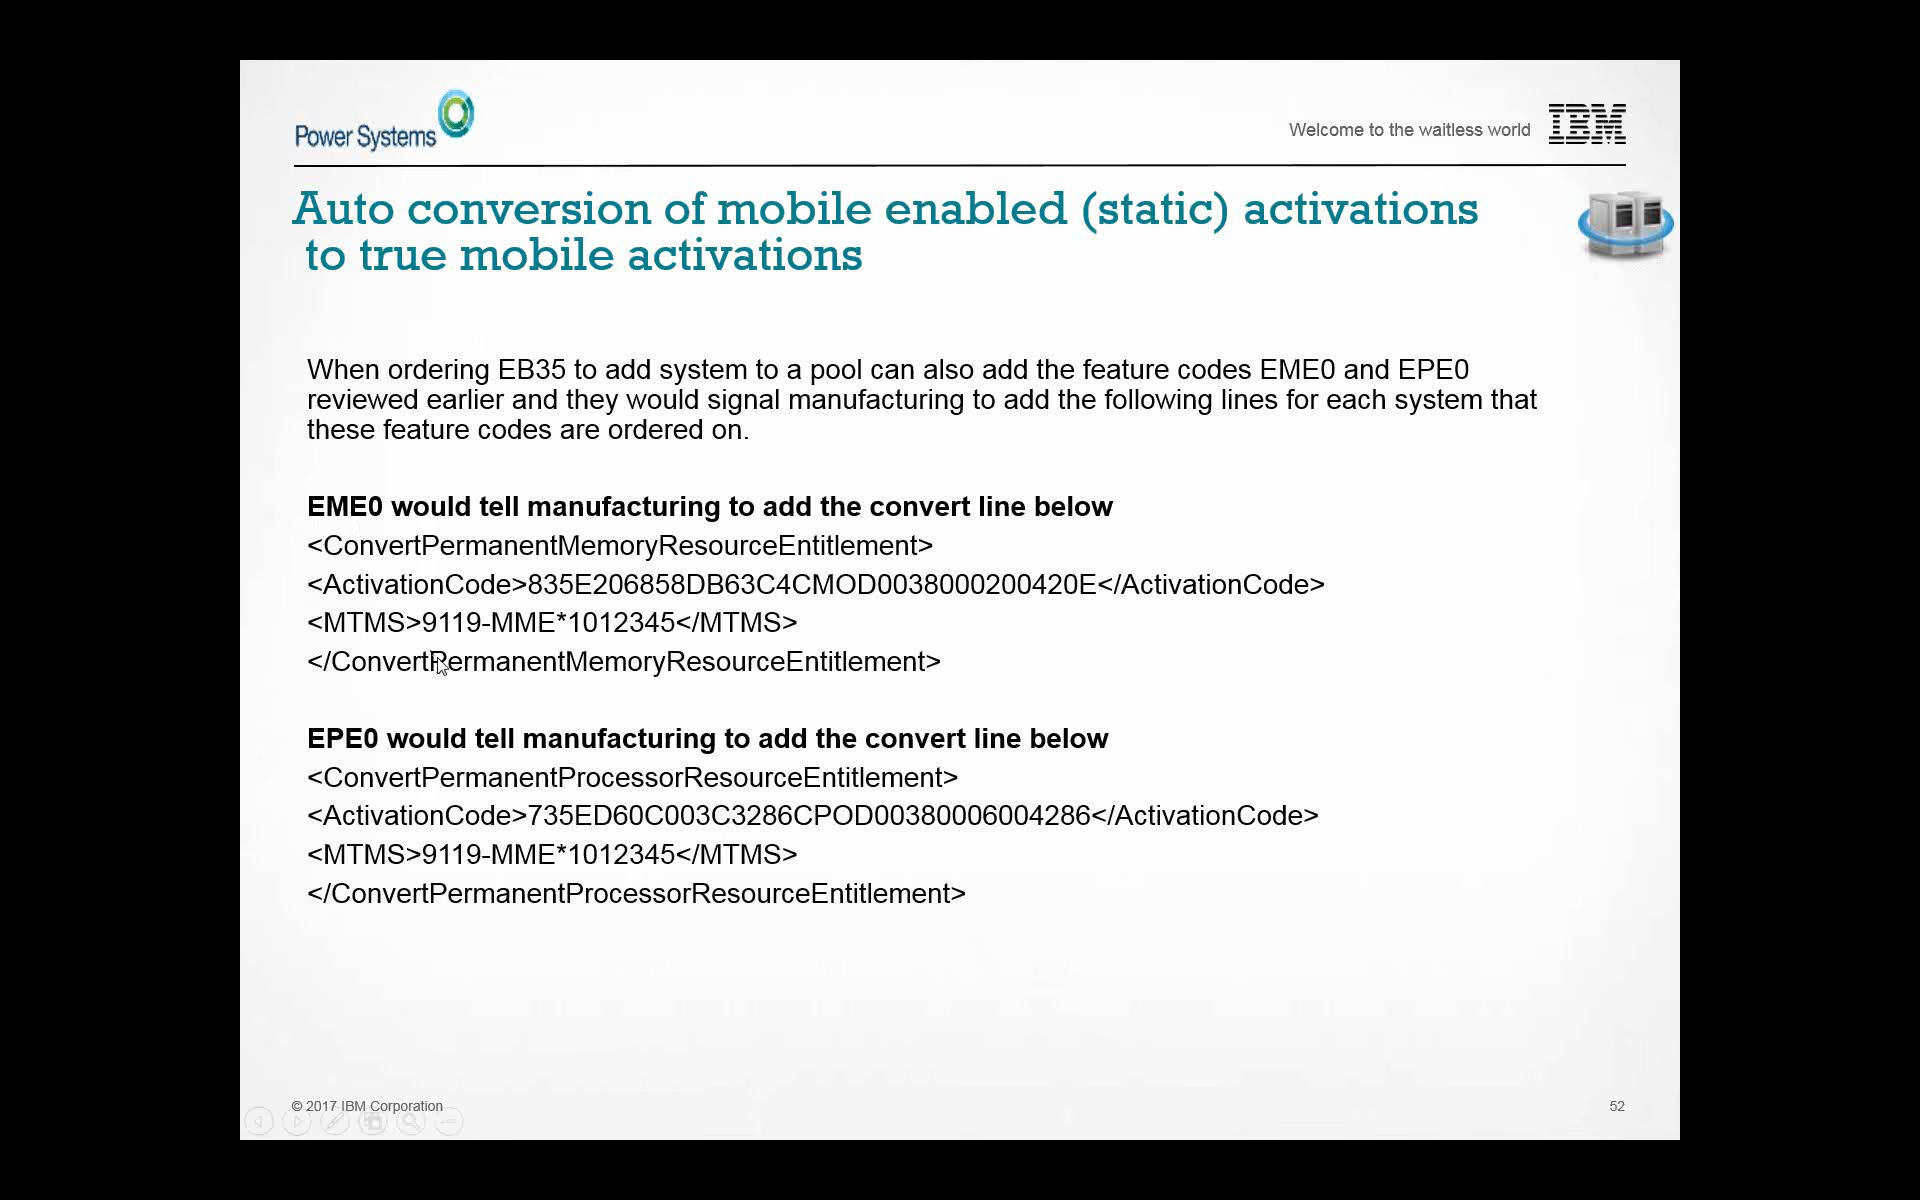 Power Systems
Welcome to the waitless world
IBM
Auto conversion of mobile enabled (static) activations
to true mobile activations
When ordering EB35 to add system to a pool can also add the feature codes EME0 and EPE0
reviewed earlier and they would signal manufacturing to add the following lines for each system that
these feature codes are ordered on.
EME0 would tell manufacturing to add the convert line below
<ConvertPermanentMemoryResourceEntitlement>
<ActivationCode>835E206858DB63C4CMOD0038000200420E</ActivationCode>
<MTMS>9119-MME*1012345</MTMS>
</ConvertPermanentMemoryResourceEntitlement>
EPE0 would tell manufacturing to add the convert line below
<ConvertPermanentProcessorResourceEntitlement>
<ActivationCode>735ED60C003C3286CPOD00380006004286</ActivationCode>
<MTMS>9119-MME*1012345</MTMS>
</ConvertPermanentProcessorResourceEntitlement>
© 2017 IBM Corporation
52